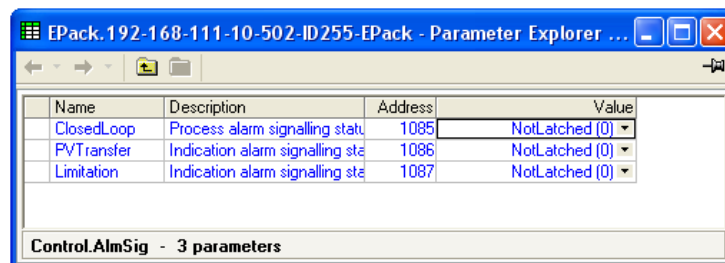 EPack.192-168-111-10-502-ID255-EPack - Parameter Explorer ...
Name Description Address Value
ClosedLoop Process alarm signalling statu 1085 NotLatched (0)
PVTransfer Indication alarm signalling sta 1086 NotLatched (0)
Limitation Indication alarm signalling sta 1087 NotLatched (0)
Control.AlmSig - 3 parameters